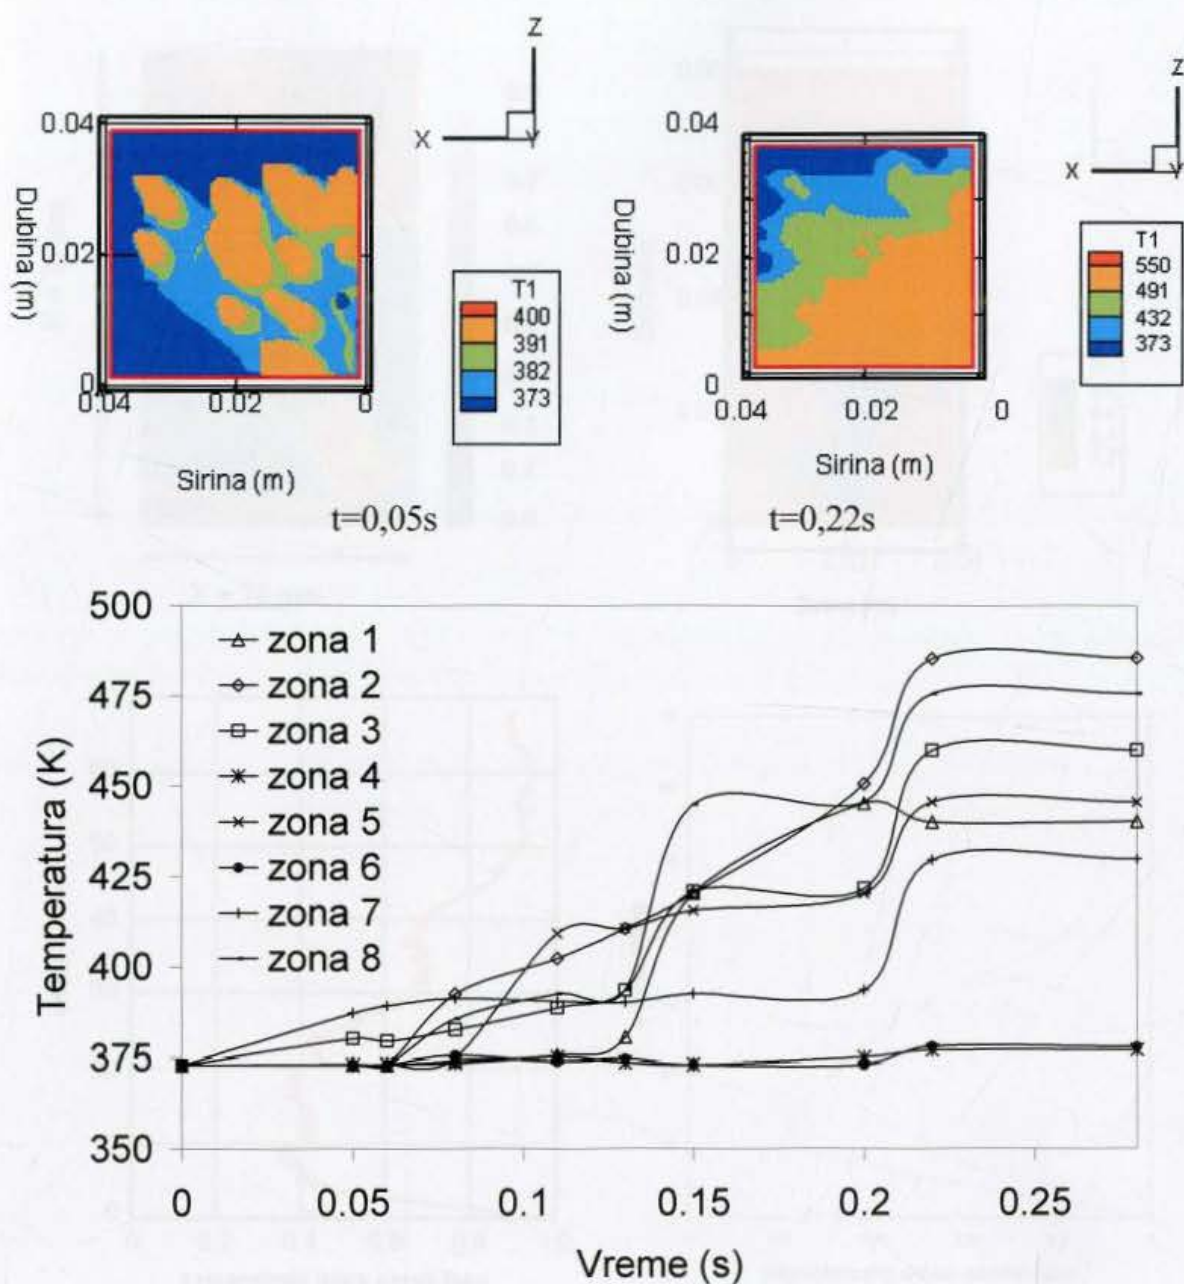 Z
X
Y
0.04
0.02
0
Dubina (m)
0.04 0.02 0
Sirina (m)
T1
400
391
382
373
t=0,05s
Z
X
Y
0.04
0.02
0
Dubina (m)
0.04 0.02 0
Sirina (m)
T1
550
491
432
373
t=0,22s
500
475
450
425
400
375
350
Temperatura (K)
zona 1
zona 2
zona 3
zona 4
zona 5
zona 6
zona 7
zona 8
0 0.05 0.1 0.15 0.2 0.25
Vreme (s)